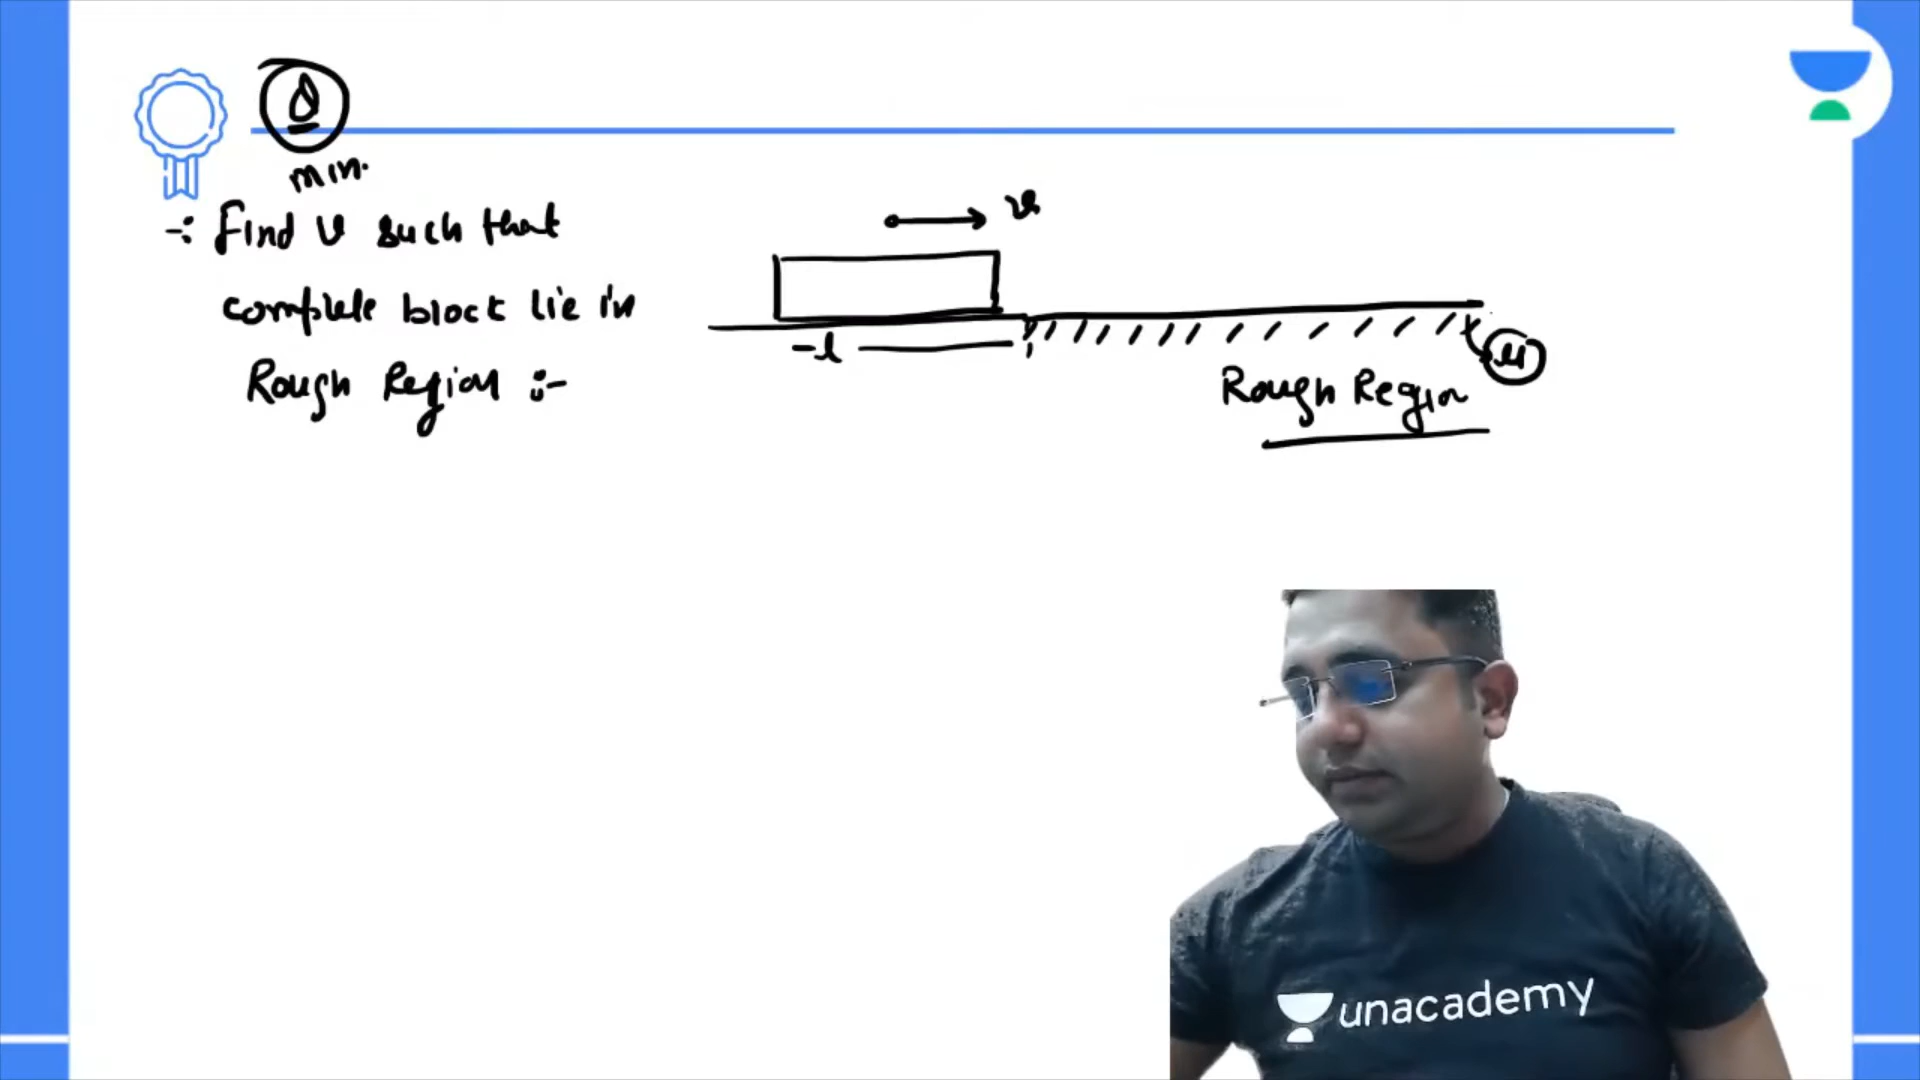 min.
-: Find v such that
complete block lie in
Rough Region :-
v
-l
μ
Rough Region
unacademy